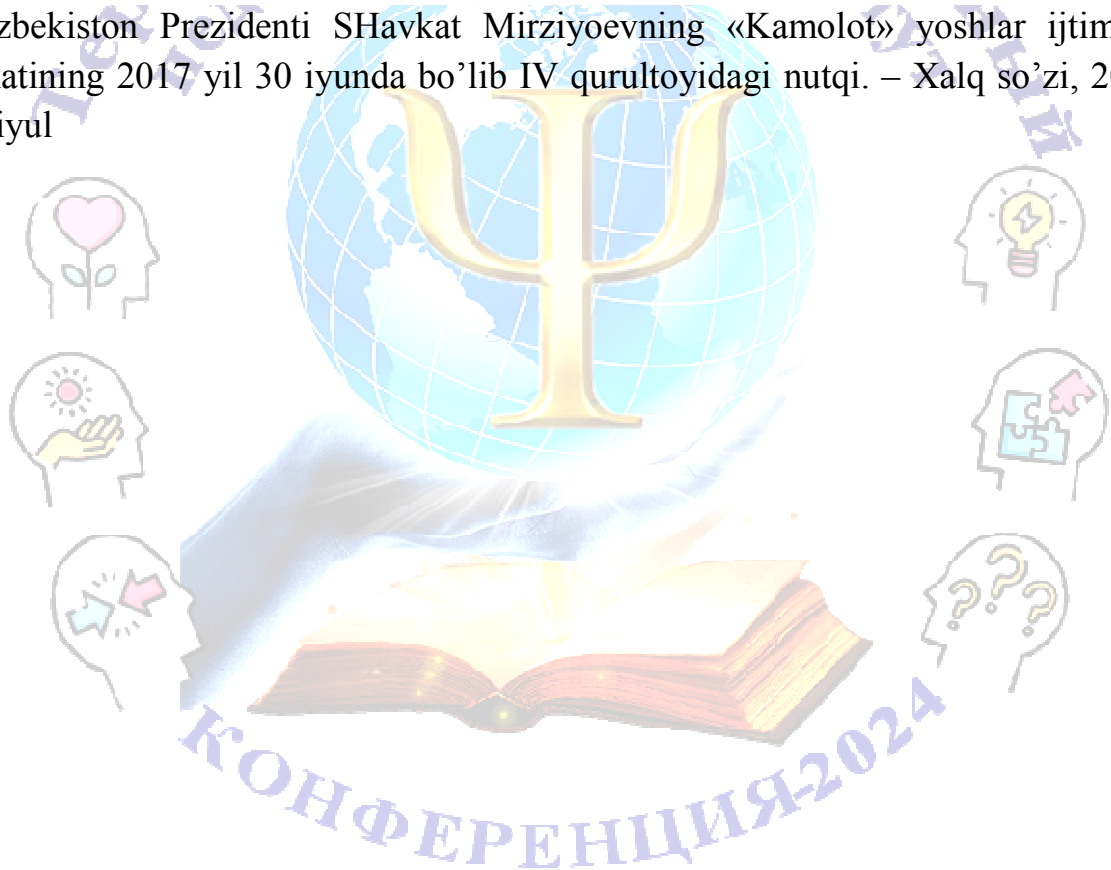 zbekiston Prezidenti SHavkat Mirziyoevning «Kamolot» yoshlar ijtim
atining 2017 yil 30 iyunda bo’lib IV qurultoyidagi nutqi. – Xalq so’zi, 20
iyul
КОНФЕРЕНЦИЯ-2024